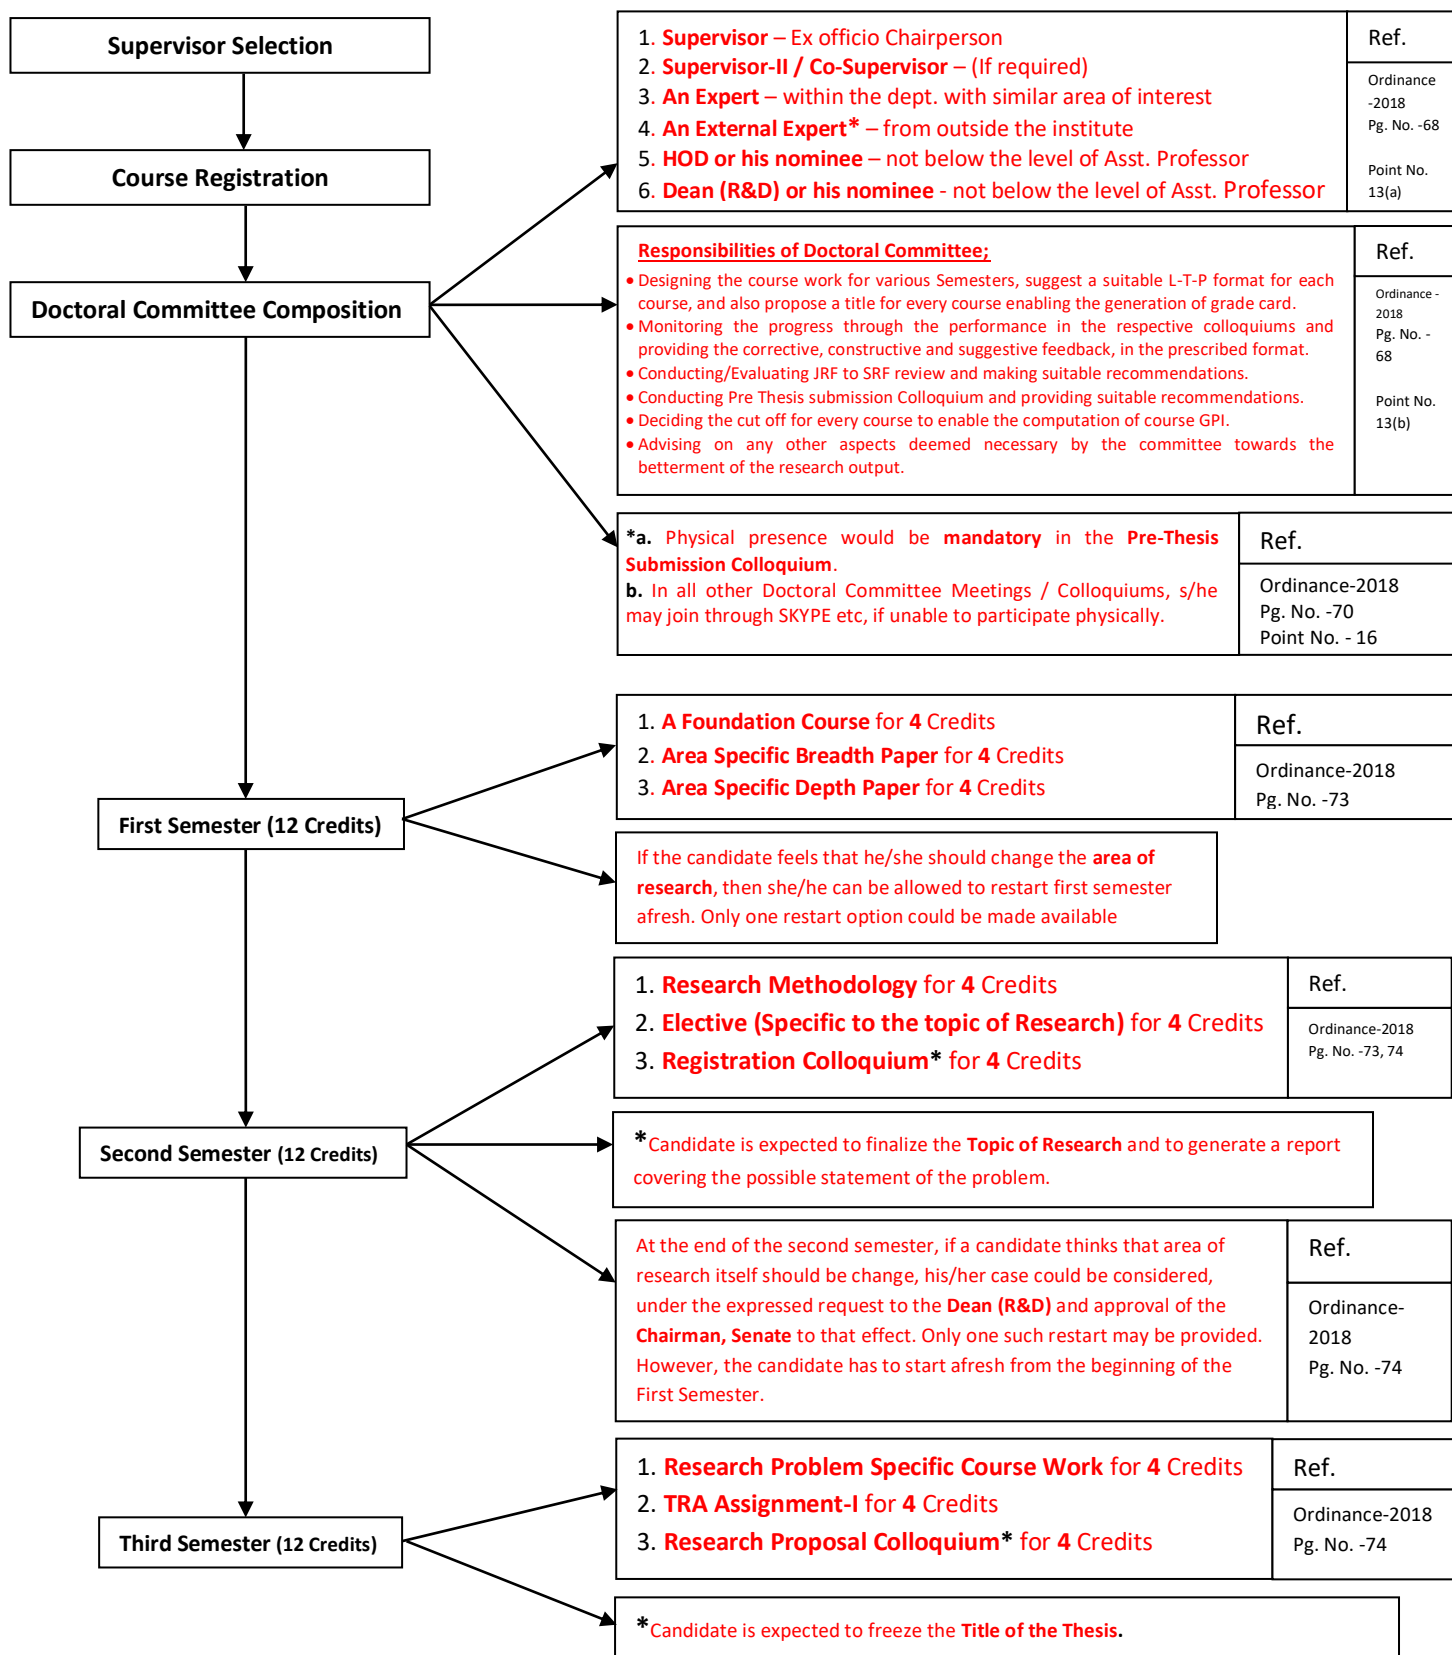 Supervisor Selection
1. Supervisor – Ex officio Chairperson
2. Supervisor-II / Co-Supervisor – (If required)
3. An Expert – within the dept. with similar area of interest
4. An External Expert* – from outside the institute
5. HOD or his nominee – not below the level of Asst. Professor
6. Dean (R&D) or his nominee - not below the level of Asst. Professor
Ref.
Ordinance
-2018
Pg. No. -68
Point No.
13(a)
Course Registration
Doctoral Committee Composition
Responsibilities of Doctoral Committee;
• Designing the course work for various Semesters, suggest a suitable L-T-P format for each
course, and also propose a title for every course enabling the generation of grade card.
• Monitoring the progress through the performance in the respective colloquiums and
providing the corrective, constructive and suggestive feedback, in the prescribed format.
• Conducting/Evaluating JRF to SRF review and making suitable recommendations.
• Conducting Pre Thesis submission Colloquium and providing suitable recommendations.
• Deciding the cut off for every course to enable the computation of course GPI.
• Advising on any other aspects deemed necessary by the committee towards the
betterment of the research output.
Ref.
Ordinance -
2018
Pg. No. -
68
Point No.
13(b)
*a. Physical presence would be mandatory in the Pre-Thesis
Submission Colloquium.
b. In all other Doctoral Committee Meetings / Colloquiums, s/he
may join through SKYPE etc, if unable to participate physically.
Ref.
Ordinance-2018
Pg. No. -70
Point No. - 16
1. A Foundation Course for 4 Credits
2. Area Specific Breadth Paper for 4 Credits
3. Area Specific Depth Paper for 4 Credits
Ref.
Ordinance-2018
Pg. No. -73
First Semester (12 Credits)
If the candidate feels that he/she should change the area of
research, then she/he can be allowed to restart first semester
afresh. Only one restart option could be made available
1. Research Methodology for 4 Credits
2. Elective (Specific to the topic of Research) for 4 Credits
3. Registration Colloquium* for 4 Credits
Ref.
Ordinance-2018
Pg. No. -73, 74
Second Semester (12 Credits)
*Candidate is expected to finalize the Topic of Research and to generate a report
covering the possible statement of the problem.
At the end of the second semester, if a candidate thinks that area of
research itself should be change, his/her case could be considered,
under the expressed request to the Dean (R&D) and approval of the
Chairman, Senate to that effect. Only one such restart may be provided.
However, the candidate has to start afresh from the beginning of the
First Semester.
Ref.
Ordinance-
2018
Pg. No. -74
1. Research Problem Specific Course Work for 4 Credits
2. TRA Assignment-I for 4 Credits
3. Research Proposal Colloquium* for 4 Credits
Ref.
Ordinance-2018
Pg. No. -74
Third Semester (12 Credits)
*Candidate is expected to freeze the Title of the Thesis.